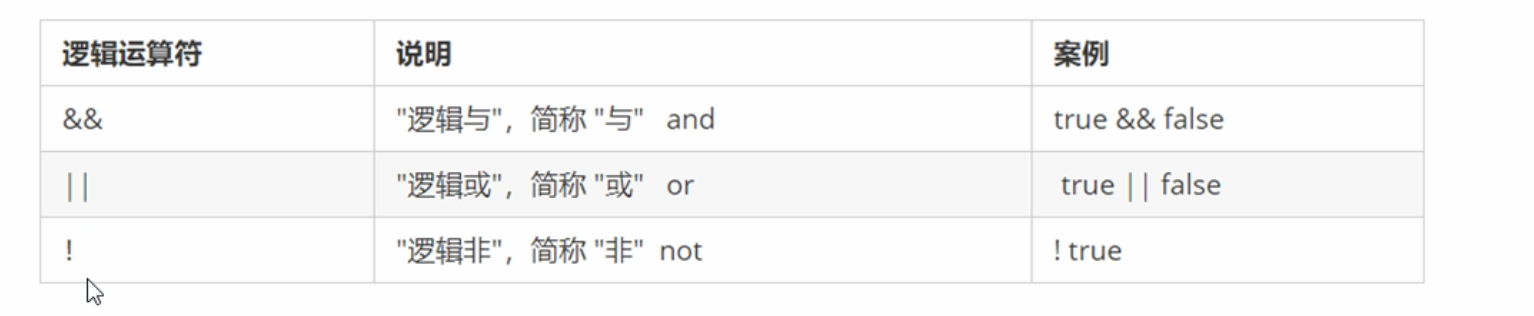 逻辑运算符 说明 案例
&& "逻辑与"，简称 "与" and true && false
|| "逻辑或"，简称 "或" or true || false
! "逻辑非"，简称 "非" not ! true